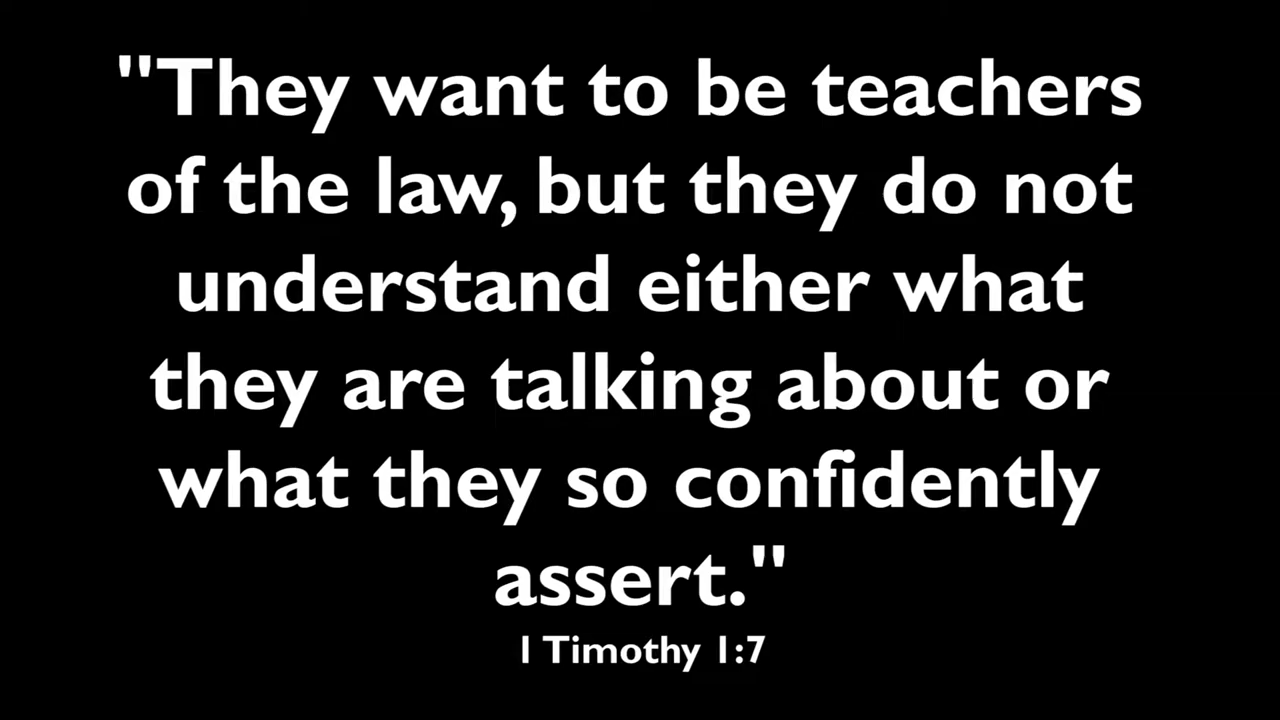 "They want to be teachers
of the law, but they do not
understand either what
they are talking about or
what they so confidently
assert."
1 Timothy 1:7